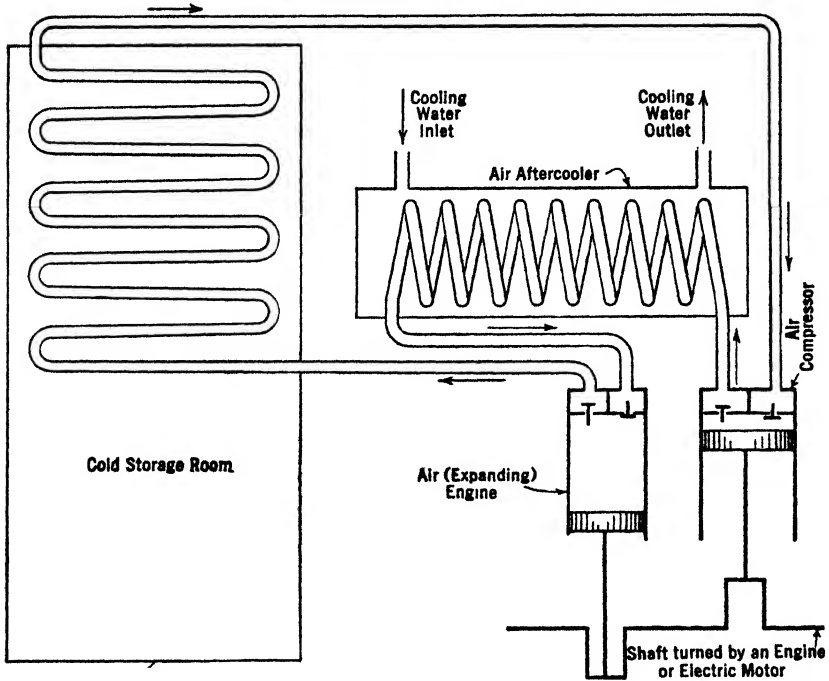 Cooling
Water
Inlet
Cooling
Water
Outlet
Air Aftercooler
Air
Compressor
Cold Storage Room
Air (Expanding)
Engine
Shaft turned by an Engine
or Electric Motor